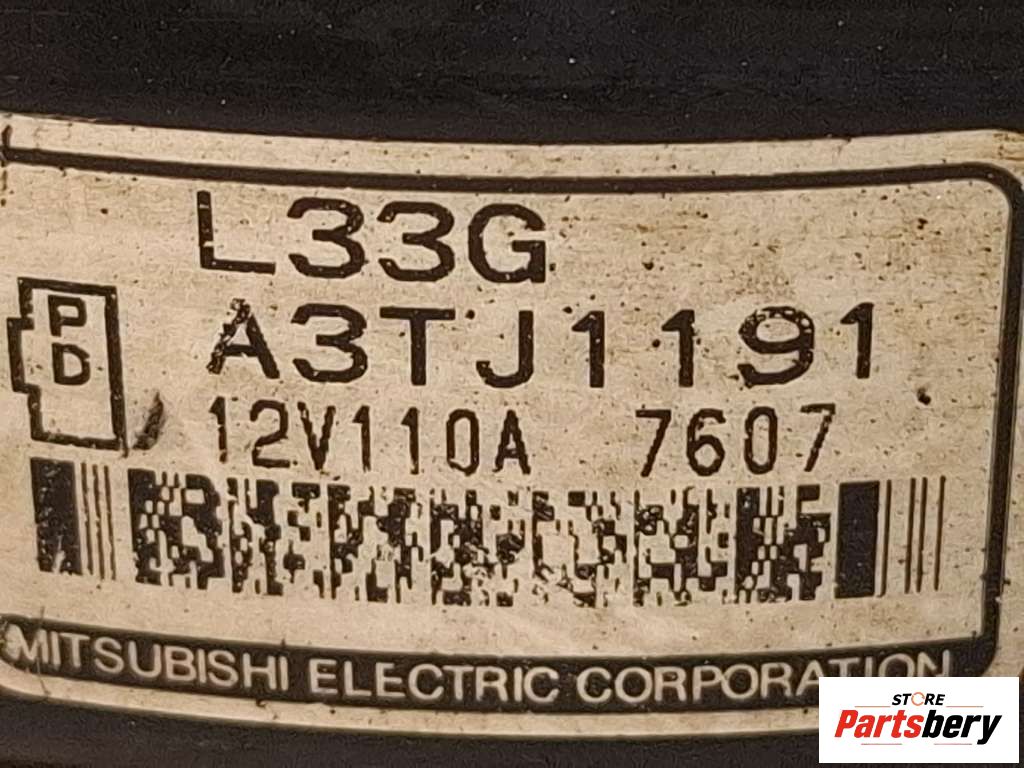 L33G
PD
A3TJ1191
12V110A 7607
MITSUBISHI ELECTRIC CORPORATION
STORE
Partsbery